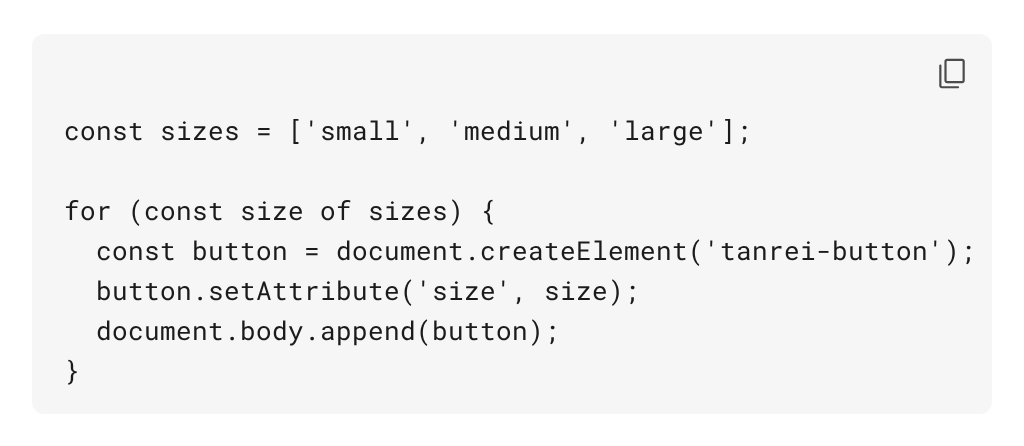 const sizes = ['small', 'medium', 'large'];

for (const size of sizes) {
  const button = document.createElement('tanrei-button');
  button.setAttribute('size', size);
  document.body.append(button);
}